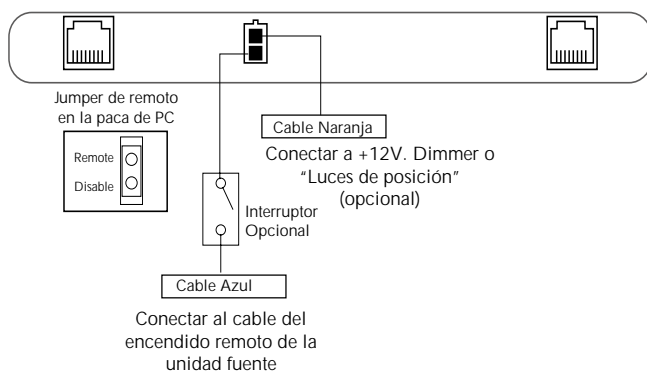 Jumper de remoto
en la paca de PC
Remote
Disable
Cable Naranja
Conectar a +12V. Dimmer o
“Luces de posición”
(opcional)
Interruptor
Opcional
Cable Azul
Conectar al cable del
encendido remoto de la
unidad fuente